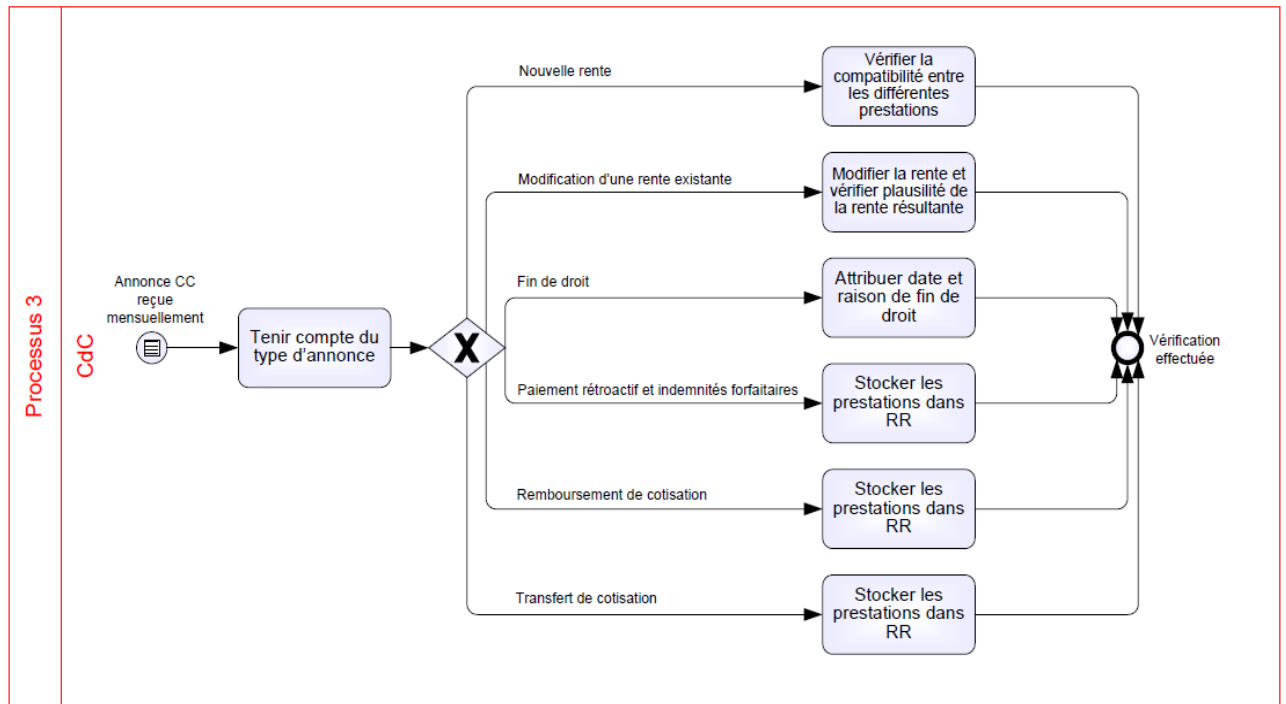 Processus 3
CdC
Annonce CC
reçue
mensuellement
Tenir compte du
type d'annonce
X
Nouvelle rente
Vérifier la
compatibilité entre
les différentes
prestations
Modification d'une rente existante
Modifier la rente et
vérifier plausilité de
la rente résultante
Fin de droit
Attribuer date et
raison de fin de
droit
Paiement rétroactif et indemnités forfaitaires
Stocker les
prestations dans
RR
Remboursement de cotisation
Stocker les
prestations dans
RR
Transfert de cotisation
Stocker les
prestations dans
RR
Vérification
effectuée